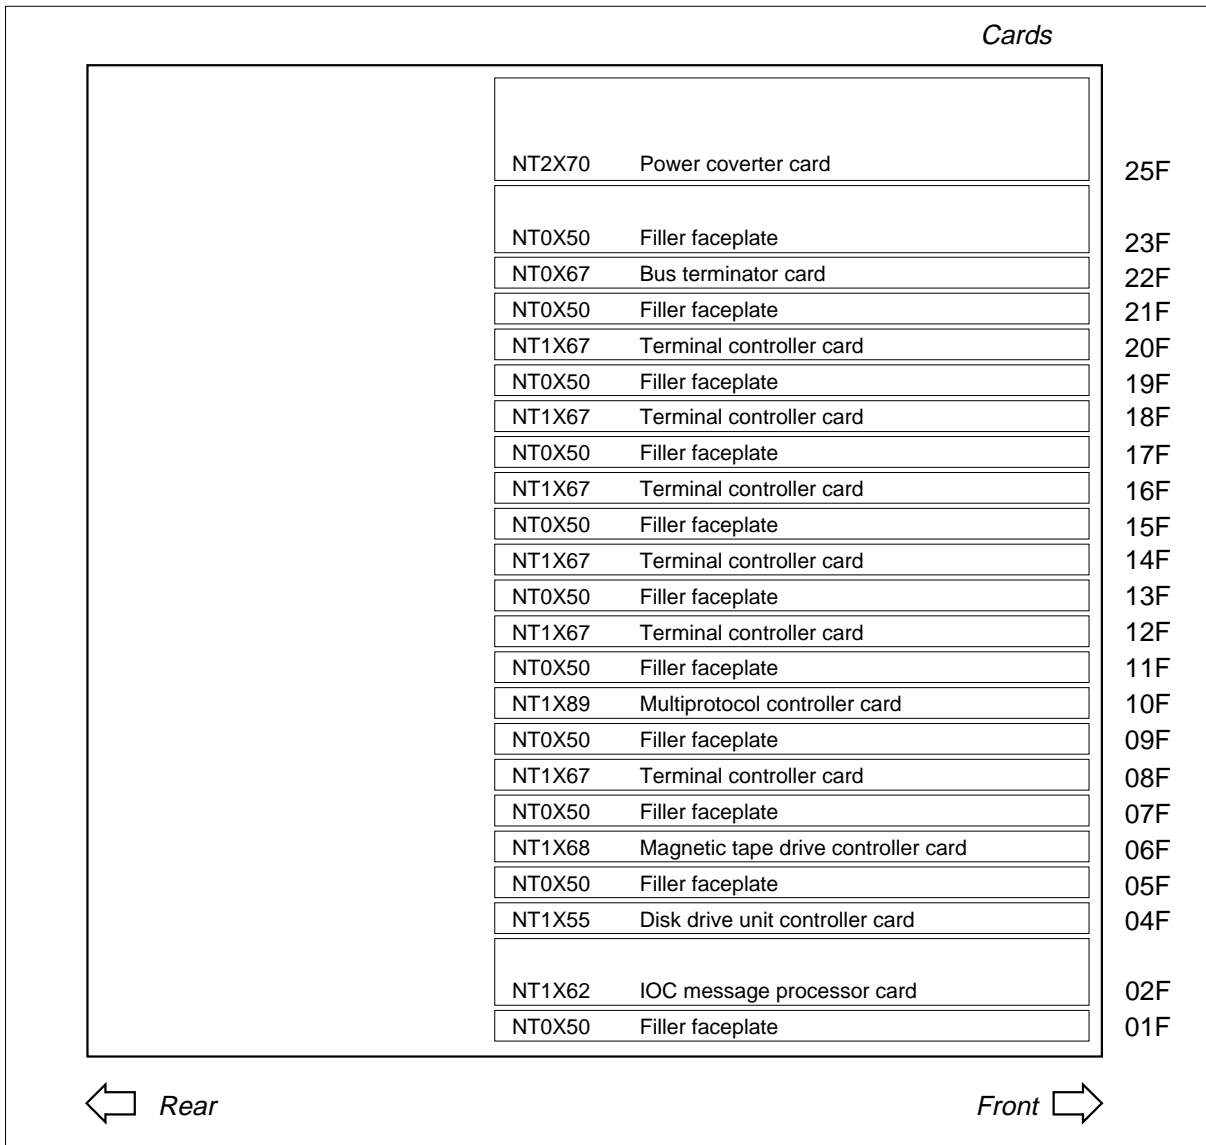 Cards
NT2X70 Power coverter card 25F
NT0X50 Filler faceplate 23F
NT0X67 Bus terminator card 22F
NT0X50 Filler faceplate 21F
NT1X67 Terminal controller card 20F
NT0X50 Filler faceplate 19F
NT1X67 Terminal controller card 18F
NT0X50 Filler faceplate 17F
NT1X67 Terminal controller card 16F
NT0X50 Filler faceplate 15F
NT1X67 Terminal controller card 14F
NT0X50 Filler faceplate 13F
NT1X67 Terminal controller card 12F
NT0X50 Filler faceplate 11F
NT1X89 Multiprotocol controller card 10F
NT0X50 Filler faceplate 09F
NT1X67 Terminal controller card 08F
NT0X50 Filler faceplate 07F
NT1X68 Magnetic tape drive controller card 06F
NT0X50 Filler faceplate 05F
NT1X55 Disk drive unit controller card 04F
NT1X62 IOC message processor card 02F
NT0X50 Filler faceplate 01F
Rear Front